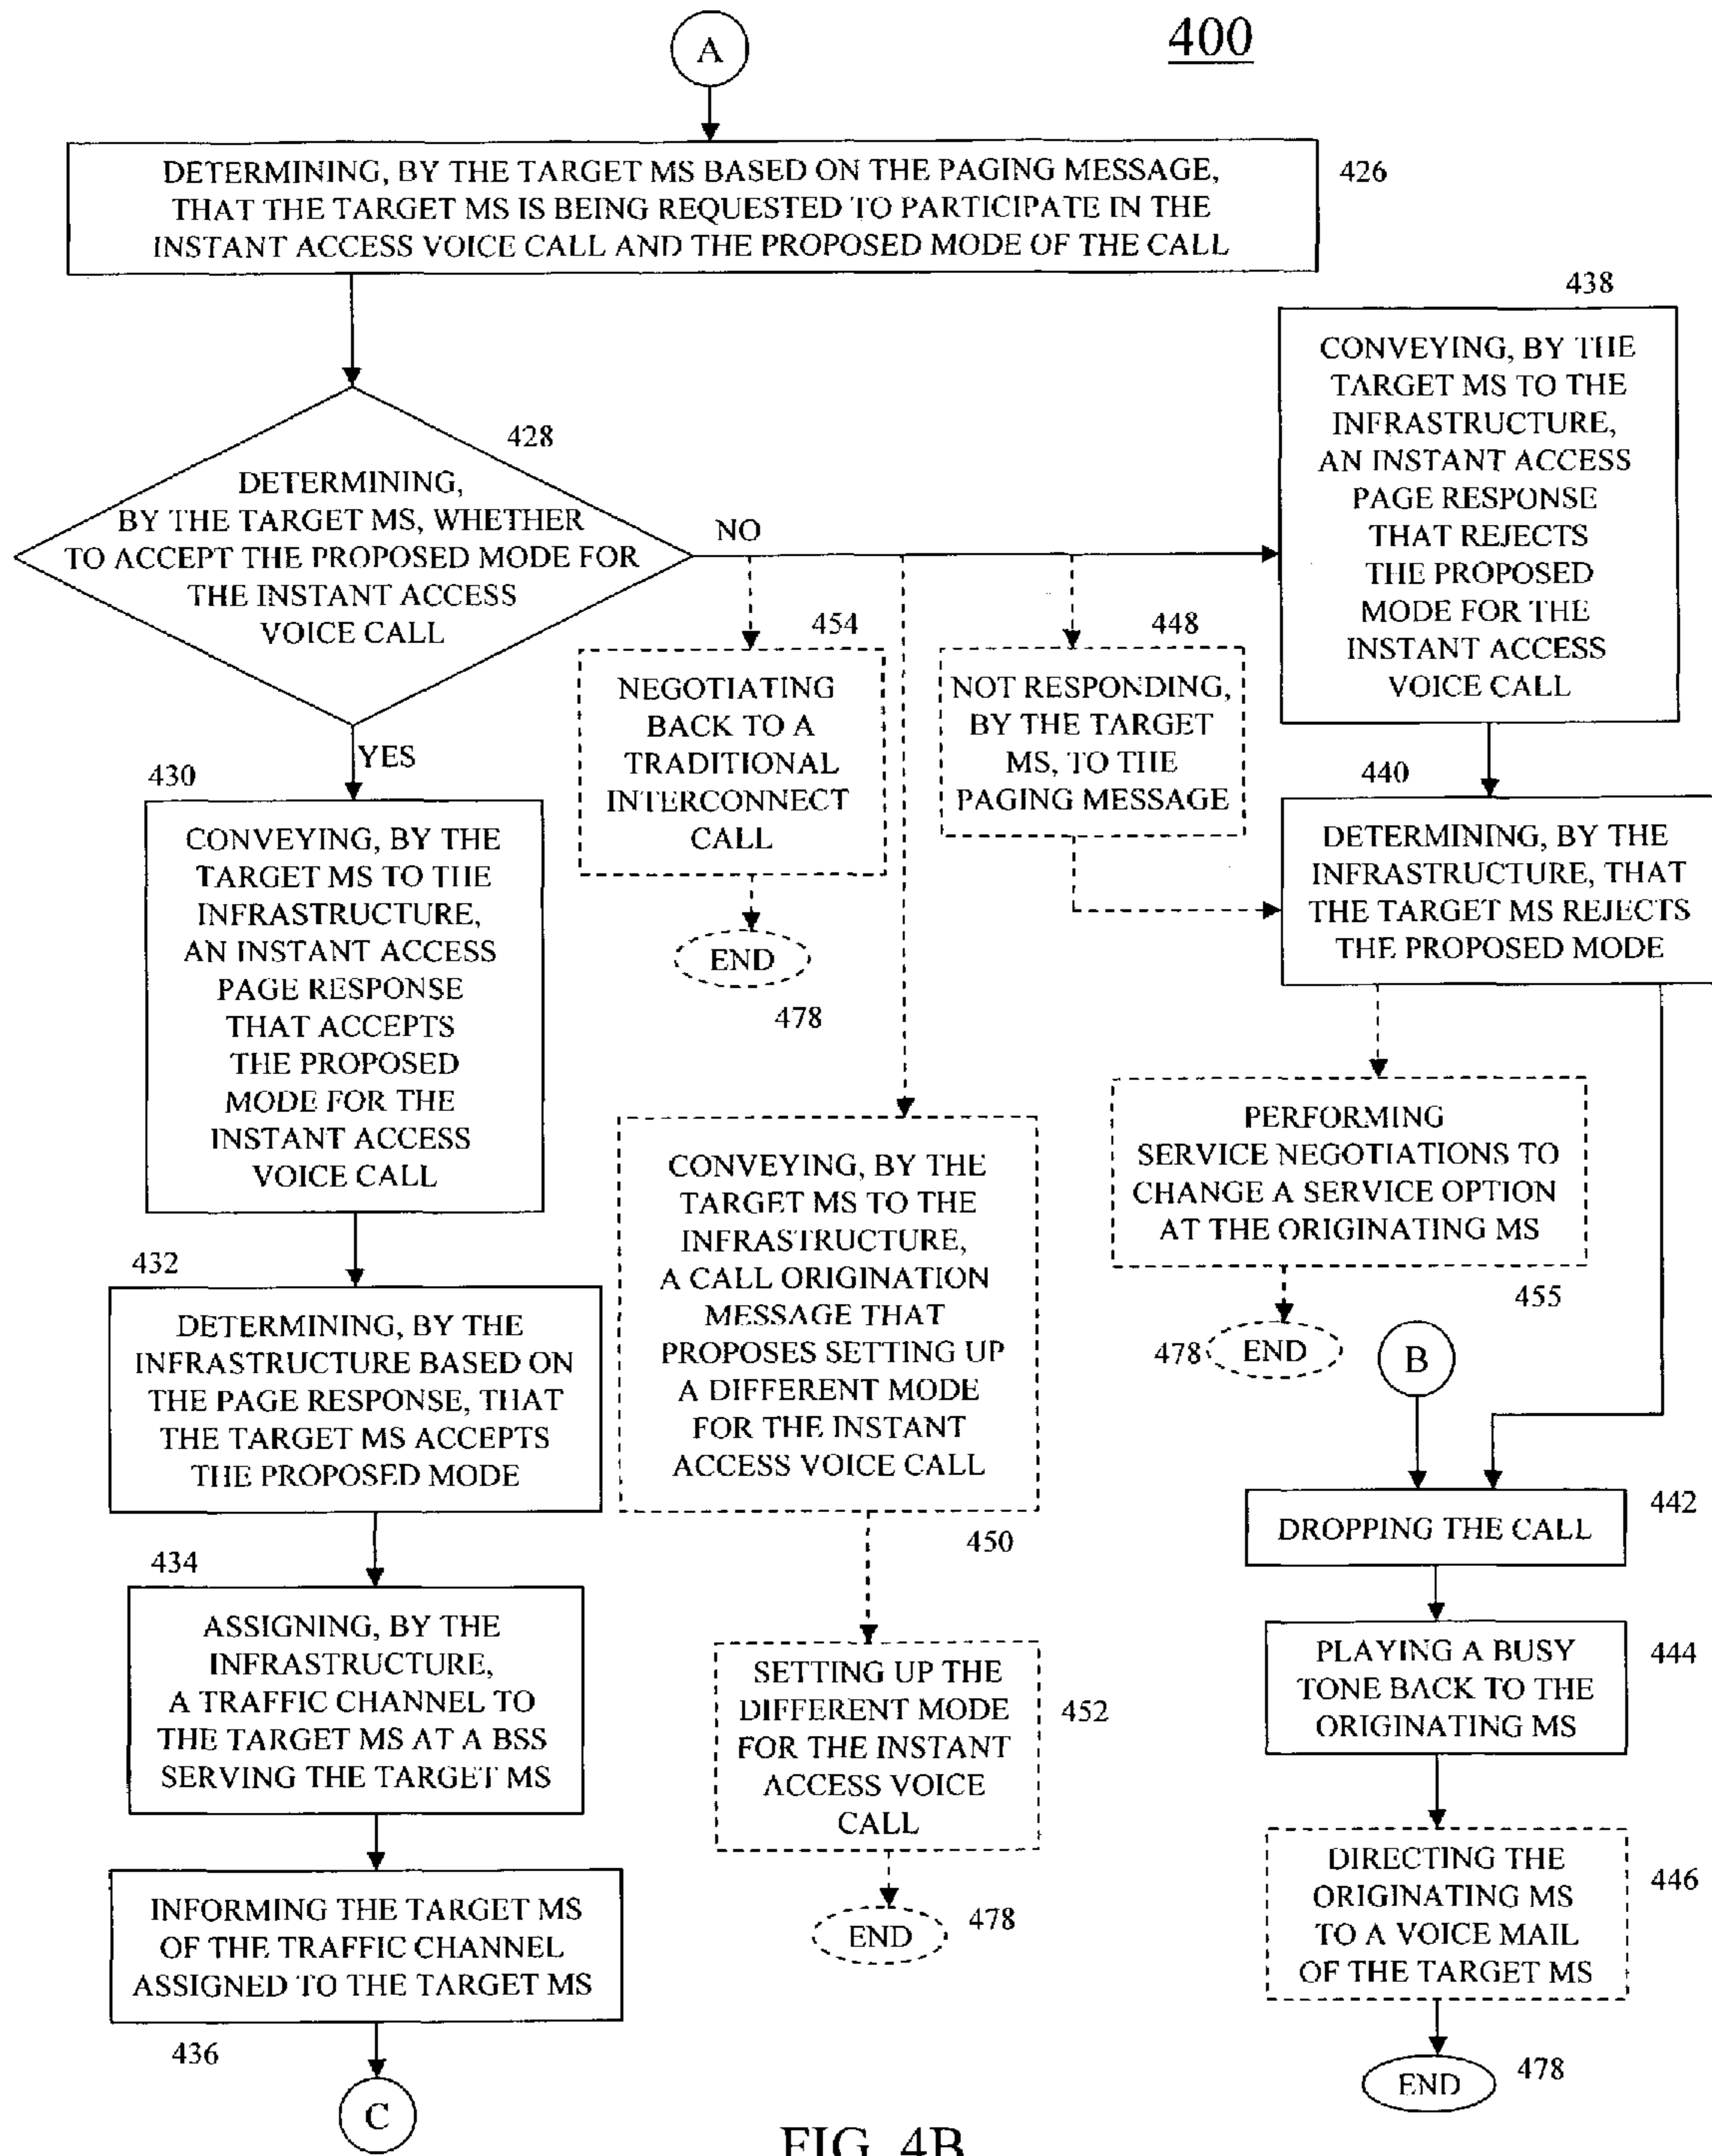 400
A
DETERMINING, BY THE TARGET MS BASED ON THE PAGING MESSAGE,
THAT THE TARGET MS IS BEING REQUESTED TO PARTICIPATE IN THE
INSTANT ACCESS VOICE CALL AND THE PROPOSED MODE OF THE CALL
426
428
DETERMINING,
BY THE TARGET MS, WHETHER
TO ACCEPT THE PROPOSED MODE FOR
THE INSTANT ACCESS
VOICE CALL
NO
YES
430
CONVEYING, BY THE
TARGET MS TO THE
INFRASTRUCTURE,
AN INSTANT ACCESS
PAGE RESPONSE
THAT ACCEPTS
THE PROPOSED
MODE FOR THE
INSTANT ACCESS
VOICE CALL
432
DETERMINING, BY THE
INFRASTRUCTURE BASED ON
THE PAGE RESPONSE, THAT
THE TARGET MS ACCEPTS
THE PROPOSED MODE
434
ASSIGNING, BY THE
INFRASTRUCTURE,
A TRAFFIC CHANNEL TO
THE TARGET MS AT A BSS
SERVING THE TARGET MS
INFORMING THE TARGET MS
OF THE TRAFFIC CHANNEL
ASSIGNED TO THE TARGET MS
436
C
454
NEGOTIATING
BACK TO A
TRADITIONAL
INTERCONNECT
CALL
END
478
CONVEYING, BY THE
TARGET MS TO THE
INFRASTRUCTURE,
A CALL ORIGINATION
MESSAGE THAT
PROPOSES SETTING UP
A DIFFERENT MODE
FOR THE INSTANT
ACCESS VOICE CALL
450
SETTING UP THE
DIFFERENT MODE
FOR THE INSTANT
ACCESS VOICE
CALL
452
END
478
448
NOT RESPONDING,
BY THE TARGET
MS, TO THE
PAGING MESSAGE
438
CONVEYING, BY THE
TARGET MS TO THE
INFRASTRUCTURE,
AN INSTANT ACCESS
PAGE RESPONSE
THAT REJECTS
THE PROPOSED
MODE FOR THE
INSTANT ACCESS
VOICE CALL
440
DETERMINING, BY THE
INFRASTRUCTURE, THAT
THE TARGET MS REJECTS
THE PROPOSED MODE
PERFORMING
SERVICE NEGOTIATIONS TO
CHANGE A SERVICE OPTION
AT THE ORIGINATING MS
455
478
END
B
DROPPING THE CALL
442
PLAYING A BUSY
TONE BACK TO THE
ORIGINATING MS
444
DIRECTING THE
ORIGINATING MS
TO A VOICE MAIL
OF THE TARGET MS
446
END
478
FIG. 4B